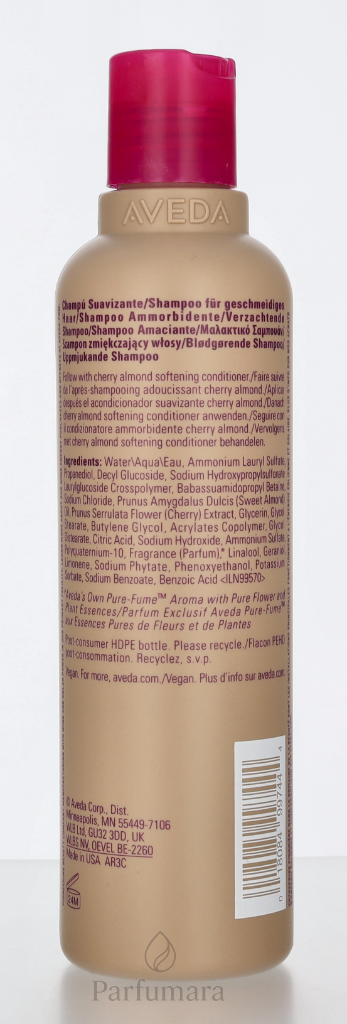 AVEDA
Champú Suavizante/Shampoo für geschmeidiges
Haar/Shampoo Ammorbidente/Verzachtende
Shampoo/Shampoo Amaciante/Μαλακτικό Σαμπουάν/
Szampon zmiękczający włosy/Blødgørende Shampoo/
Uppmjukande Shampoo
Follow with cherry almond softening conditioner./Faire suivre
de l'après-shampooing adoucissant cherry almond./Aplicar
después el acondicionador suavizante cherry almond./Danach
cherry almond softening conditioner anwenden./Seguire con
il condizionatore ammorbidente cherry almond./Vervolgens
met cherry almond softening conditioner behandelen.
Ingredients: Water\Aqua\Eau, Ammonium Lauryl Sulfate,
Propanediol, Decyl Glucoside, Sodium Hydroxypropylsulfonate
Laurylglucoside Crosspolymer, Babassuamidopropyl Betaine,
Sodium Chloride, Prunus Amygdalus Dulcis (Sweet Almond)
Oil, Prunus Serrulata Flower (Cherry) Extract, Glycerin, Glycol
Stearate, Butylene Glycol, Acrylates Copolymer, Glycol
Distearate, Citric Acid, Sodium Hydroxide, Ammonium Sulfate,
Polyquaternium-10, Fragrance (Parfum),* Linalool, Geraniol,
Limonene, Sodium Phytate, Phenoxyethanol, Potassium
Sorbate, Sodium Benzoate, Benzoic Acid <ILN99570>
*Aveda's Own Pure-Fume™ Aroma with Pure Flower and
Plant Essences/Parfum Exclusif Aveda Pure-Fume™
aux Essences Pures de Fleurs et de Plantes
Post-consumer HDPE bottle. Please recycle./Flacon PEHD
post-consommation. Recyclez, s.v.p.
Vegan. For more, aveda.com./Vegan. Plus d'info sur aveda.com.
© Aveda Corp., Dist.
Minneapolis, MN 55449-7106
WLB Ltd, GU32 3DD, UK
WLBS NV, OEVEL BE-2260
Made in USA AR3C
24M
0 18084 99744 4
Parfumara